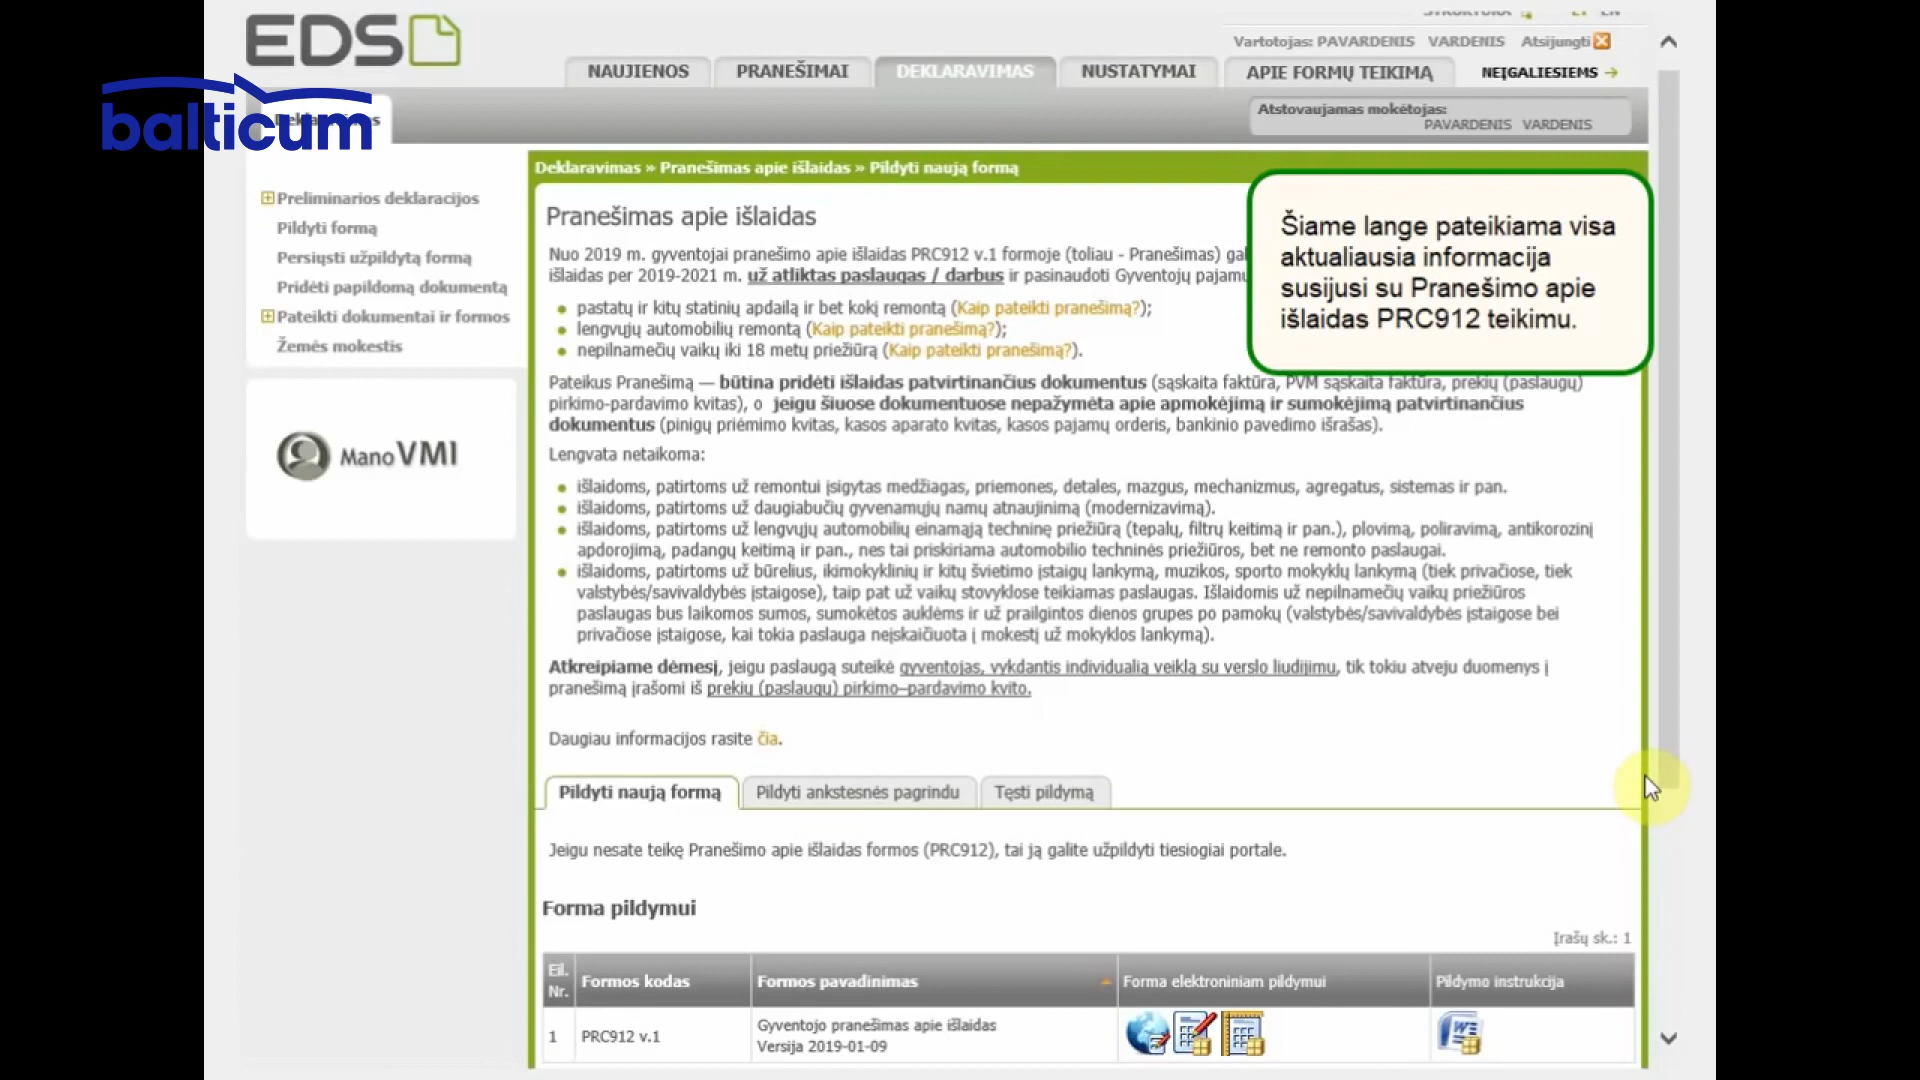 EDS
STRUKTŪRA LT EN
Vartotojas: PAVARDENIS VARDENIS Atsijungti
NAUJIENOS PRANEŠIMAI DEKLARAVIMAS NUSTATYMAI APIE FORMŲ TEIKIMĄ NEĮGALIESIEMS
balticum
Atstovaujamas mokėtojas:
PAVARDENIS VARDENIS
Preliminarios deklaracijos
Pildyti formą
Persiųsti užpildytą formą
Pridėti papildomą dokumentą
Pateikti dokumentai ir formos
Žemės mokestis
Mano VMI
Deklaravimas » Pranešimas apie išlaidas » Pildyti naują formą
Pranešimas apie išlaidas
Nuo 2019 m. gyventojai pranešimo apie išlaidas PRC912 v.1 formoje (toliau - Pranešimas)
išlaidas per 2019-2021 m. už atliktas paslaugas / darbus ir pasinaudoti Gyventojų
• pastatų ir kitų statinių apdailą ir bet kokį remontą (Kaip pateikti pranešimą?);
• lengvųjų automobilių remontą (Kaip pateikti pranešimą?);
• nepilnamečių vaikų iki 18 metų priežiūrą (Kaip pateikti pranešimą?).
Šiame lange pateikiama visa
aktualiausia informacija
susijusi su Pranešimo apie
išlaidas PRC912 teikimu.
Pateikus Pranešimą — būtina pridėti išlaidas patvirtinančius dokumentus (sąskaita faktūra, PVM sąskaita faktūra, prekių (paslaugų)
pirkimo-pardavimo kvitas), o jeigu šiuose dokumentuose nepažymėta apie apmokėjimą ir sumokėjimą patvirtinančius
dokumentus (pinigų priėmimo kvitas, kasos aparato kvitas, kasos pajamų orderis, bankinio pavedimo išrašas).
Lengvata netaikoma:
• išlaidoms, patirtoms už remontui įsigytas medžiagas, priemones, detales, mazgus, mechanizmus, agregatus, sistemas ir pan.
• išlaidoms, patirtoms už daugiabučių gyvenamųjų namų atnaujinimą (modernizavimą).
• išlaidoms, patirtoms už lengvųjų automobilių einamąją techninę priežiūrą (tepalų, filtrų keitimą ir pan.), plovimą, poliravimą, antikorozinį
apdorojimą, padangų keitimą ir pan., nes tai priskiriama automobilio techninės priežiūros, bet ne remonto paslaugai.
• išlaidoms, patirtoms už būrelius, ikimokyklinių ir kitų švietimo įstaigų lankymą, muzikos, sporto mokyklų lankymą (tiek privačiose, tiek
valstybės/savivaldybės įstaigose), taip pat už vaikų stovyklose teikiamas paslaugas. Išlaidomis už nepilnamečių vaikų priežiūros
paslaugas bus laikomos sumos, sumokėtos auklėms ir už prailgintos dienos grupes po pamokų (valstybės/savivaldybės įstaigose bei
privačiose įstaigose, kai tokia paslauga neįskaičiuota į mokestį už mokyklos lankymą).
Atkreipiame dėmesį, jeigu paslaugą suteikė gyventojas, vykdantis individualią veiklą su verslo liudijimu, tik tokiu atveju duomenys į
pranešimą įrašomi iš prekių (paslaugų) pirkimo–pardavimo kvito.
Daugiau informacijos rasite čia.
Pildyti naują formą Pildyti ankstesnės pagrindu Tęsti pildymą
Jeigu nesate teikę Pranešimo apie išlaidas formos (PRC912), tai ją galite užpildyti tiesiogiai portale.
Forma pildymui
Įrašų sk.: 1
Eil. Nr. Formos kodas Formos pavadinimas Forma elektroniniam pildymui Pildymo instrukcija
1 PRC912 v.1 Gyventojo pranešimas apie išlaidas
Versija 2019-01-09